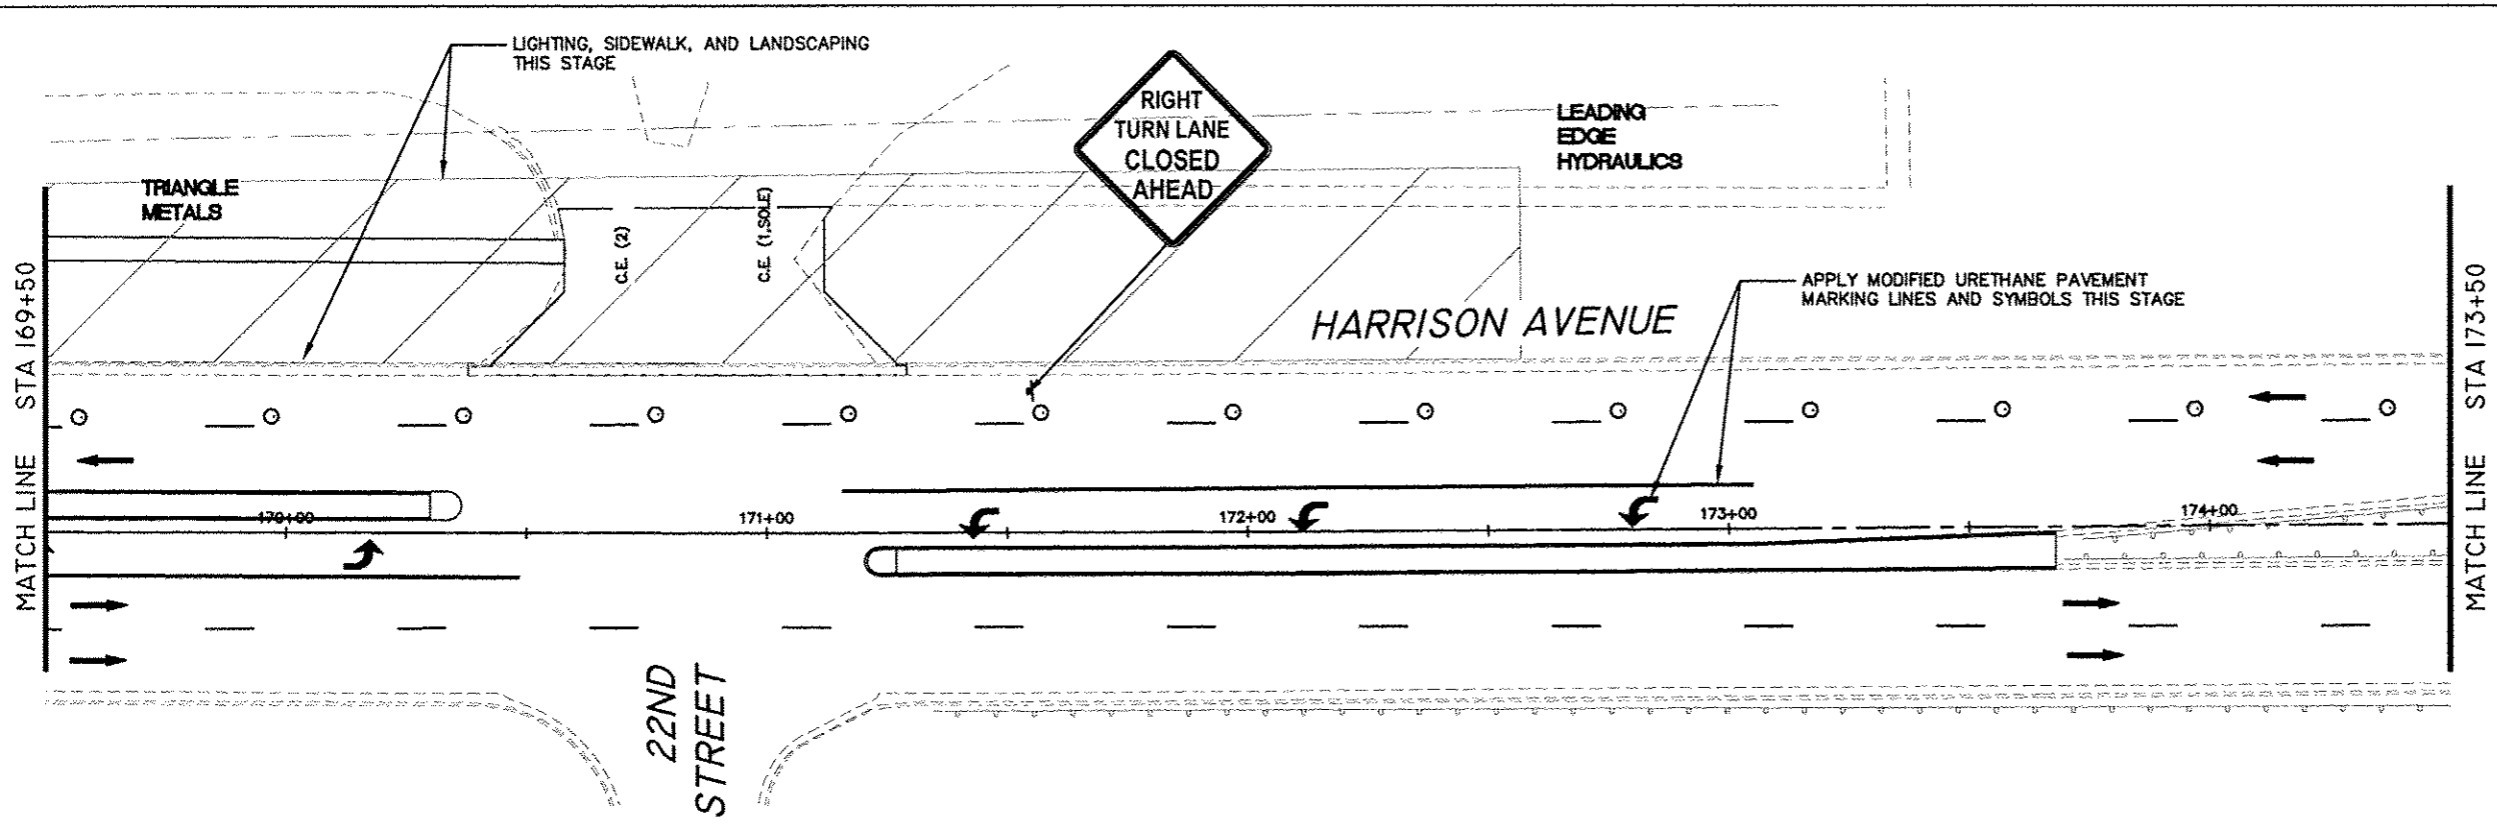 LIGHTING, SIDEWALK, AND LANDSCAPING
THIS STAGE
RIGHT
TURN LANE
CLOSED
AHEAD
LEADING
EDGE
HYDRAULICS
TRIANGLE
METALS
C.E. (2)
C.E. (1,SOLE)
APPLY MODIFIED URETHANE PAVEMENT
MARKING LINES AND SYMBOLS THIS STAGE
HARRISON AVENUE
MATCH LINE STA 169+50
MATCH LINE STA 173+50
170+00
171+00
172+00
173+00
174+00
22ND
STREET